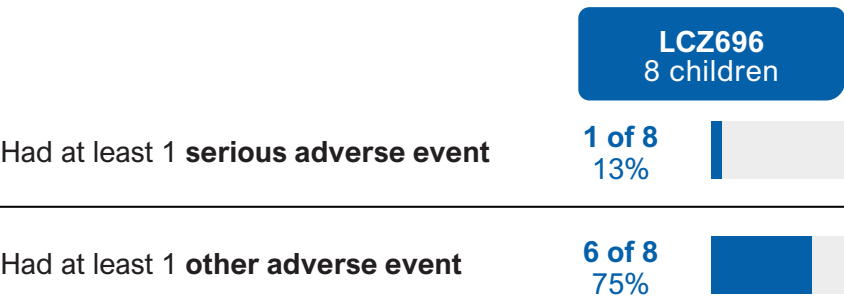 LCZ696
8 children
Had at least 1 serious adverse event
1 of 8
13%
Had at least 1 other adverse event
6 of 8
75%